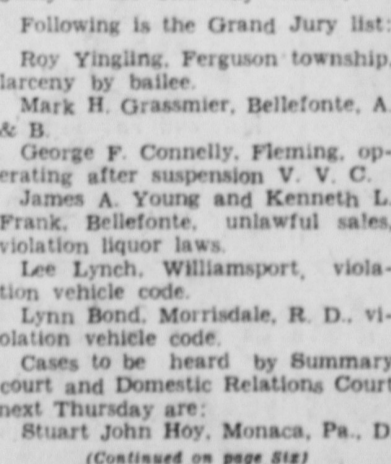 Following is the Grand Jury list:
Roy Yingling, Ferguson township,
larceny by bailee.
Mark H. Grassmier, Bellefonte, A.
& B.
George F. Connelly, Fleming, op-
erating after suspension V. V. C.
James A. Young and Kenneth L.
Frank, Bellefonte, unlawful sales,
violation liquor laws.
Lee Lynch, Williamsport, viola-
tion vehicle code.
Lynn Bond, Morrisdale, R. D., vi-
olation vehicle code.
Cases to be heard by Summary
court and Domestic Relations Court
next Thursday are:
Stuart John Hoy, Monaca, Pa., D
(Continued on page Six)